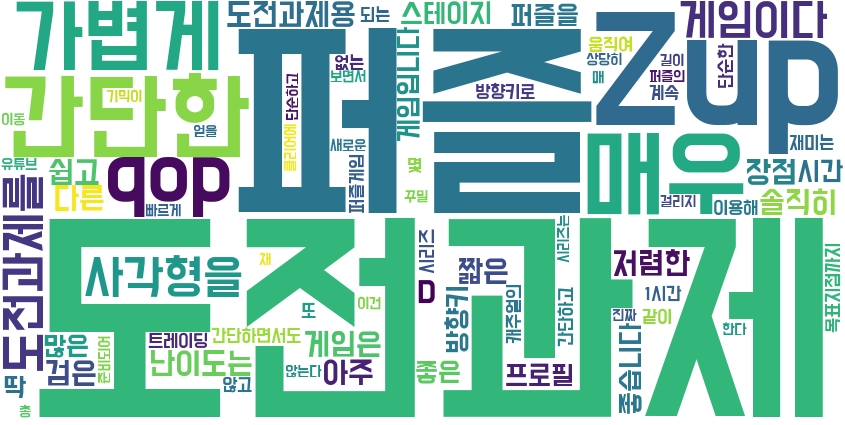 가볍게
도전과제용
되는
스테이지
퍼즐을
게임이다
간단한
퍼즐
zup
없는
보면서
게임입니다
움직여
상당히
매
길이
퍼즐의
계속
단순한
기믹이
이동
얻을
단순하고
클리어에
방향키로
새로운
재미는
유튜브
쉽고
qop
매우
장점시간
다른
빠르게
퍼즐게임
몇
꾸밀
걸리지
이용해
솔직히
도전과제를
도전과제
사각형을
채
이건
시리즈
짧은
시리즈는
저렴한
목표지점까지
또
D
1시간
방향키
캐주얼의
간단하고
진짜
같이
한다
많은
트레이딩
간단하면서도
게임은
검은
난이도는
않고
않는다
아주
좋은
프로필
좋습니다
딱
총